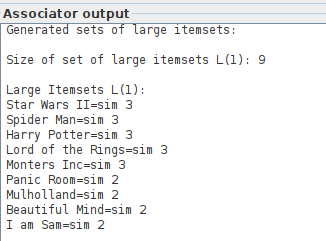 Associator output
Generated sets of large itemsets:
Size of set of large itemsets L(1): 9
Large Itemsets L(1):
Star Wars II=sim 3
Spider Man=sim 3
Harry Potter=sim 3
Lord of the Rings=sim 3
Monters Inc=sim 3
Panic Room=sim 2
Mulholland=sim 2
Beautiful Mind=sim 2
I am Sam=sim 2